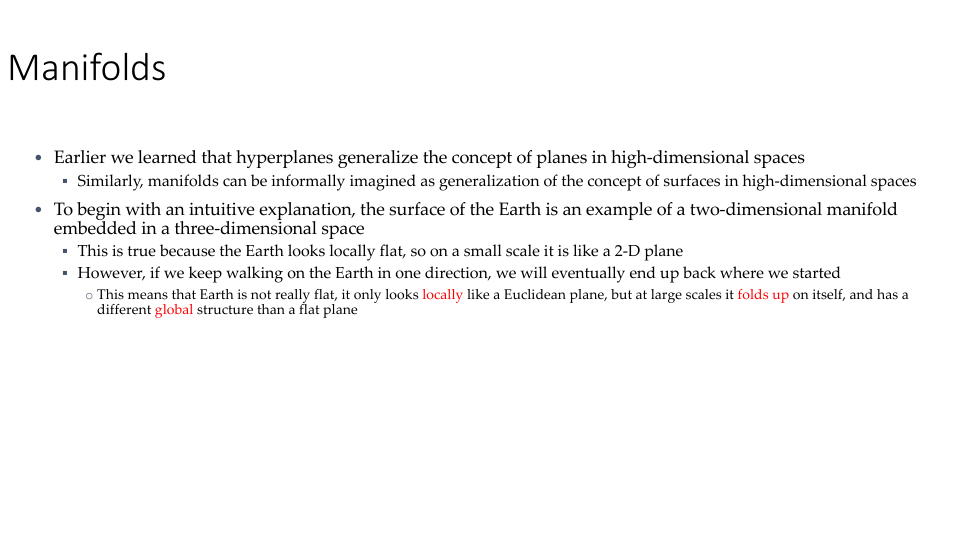 Manifolds
• Earlier we learned that hyperplanes generalize the concept of planes in high-dimensional spaces
▪ Similarly, manifolds can be informally imagined as generalization of the concept of surfaces in high-dimensional spaces
• To begin with an intuitive explanation, the surface of the Earth is an example of a two-dimensional manifold
embedded in a three-dimensional space
▪ This is true because the Earth looks locally flat, so on a small scale it is like a 2-D plane
▪ However, if we keep walking on the Earth in one direction, we will eventually end up back where we started
○ This means that Earth is not really flat, it only looks locally like a Euclidean plane, but at large scales it folds up on itself, and has a
different global structure than a flat plane